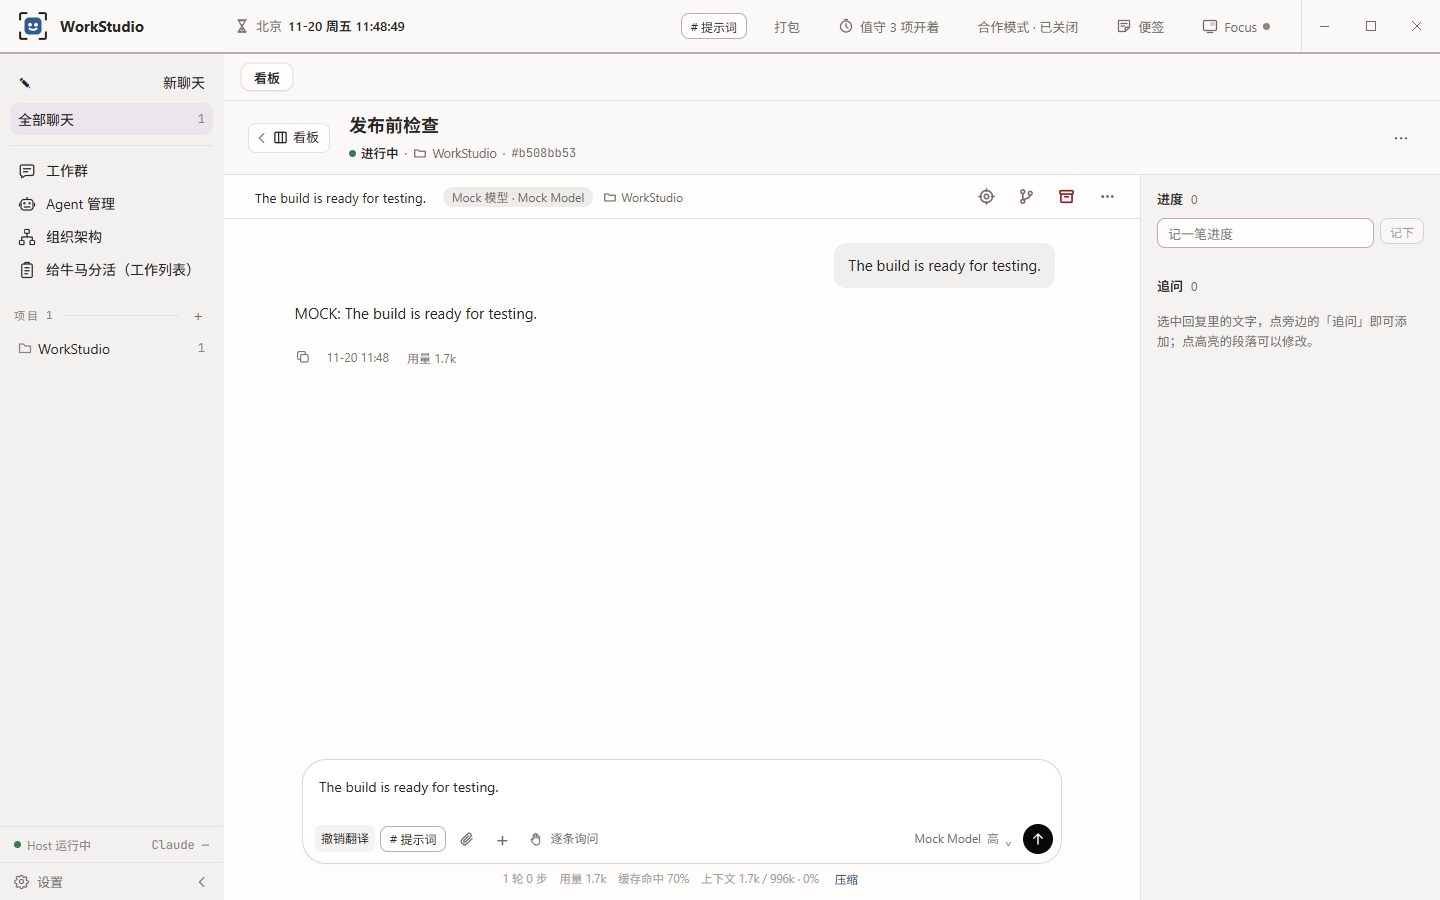 WorkStudio
北京 11-20 周五 11:48:49
# 提示词
打包
值守 3 项开着
合作模式 · 已关闭
便签
Focus
新聊天
全部聊天 1
工作群
Agent 管理
组织架构
给牛马分活（工作列表）
项目 1 +
WorkStudio 1
Host 运行中 Claude —
设置
看板
看板
发布前检查
进行中 · WorkStudio · #b508bb53
The build is ready for testing. Mock 模型 · Mock Model WorkStudio
The build is ready for testing.
MOCK: The build is ready for testing.
11-20 11:48 用量 1.7k
The build is ready for testing.
撤销翻译 # 提示词 逐条询问 Mock Model 高
1 轮 0 步 用量 1.7k 缓存命中 70% 上下文 1.7k / 996k · 0% 压缩
进度 0
记一笔进度 记下
追问 0
选中回复里的文字，点旁边的「追问」即可添
加；点高亮的段落可以修改。